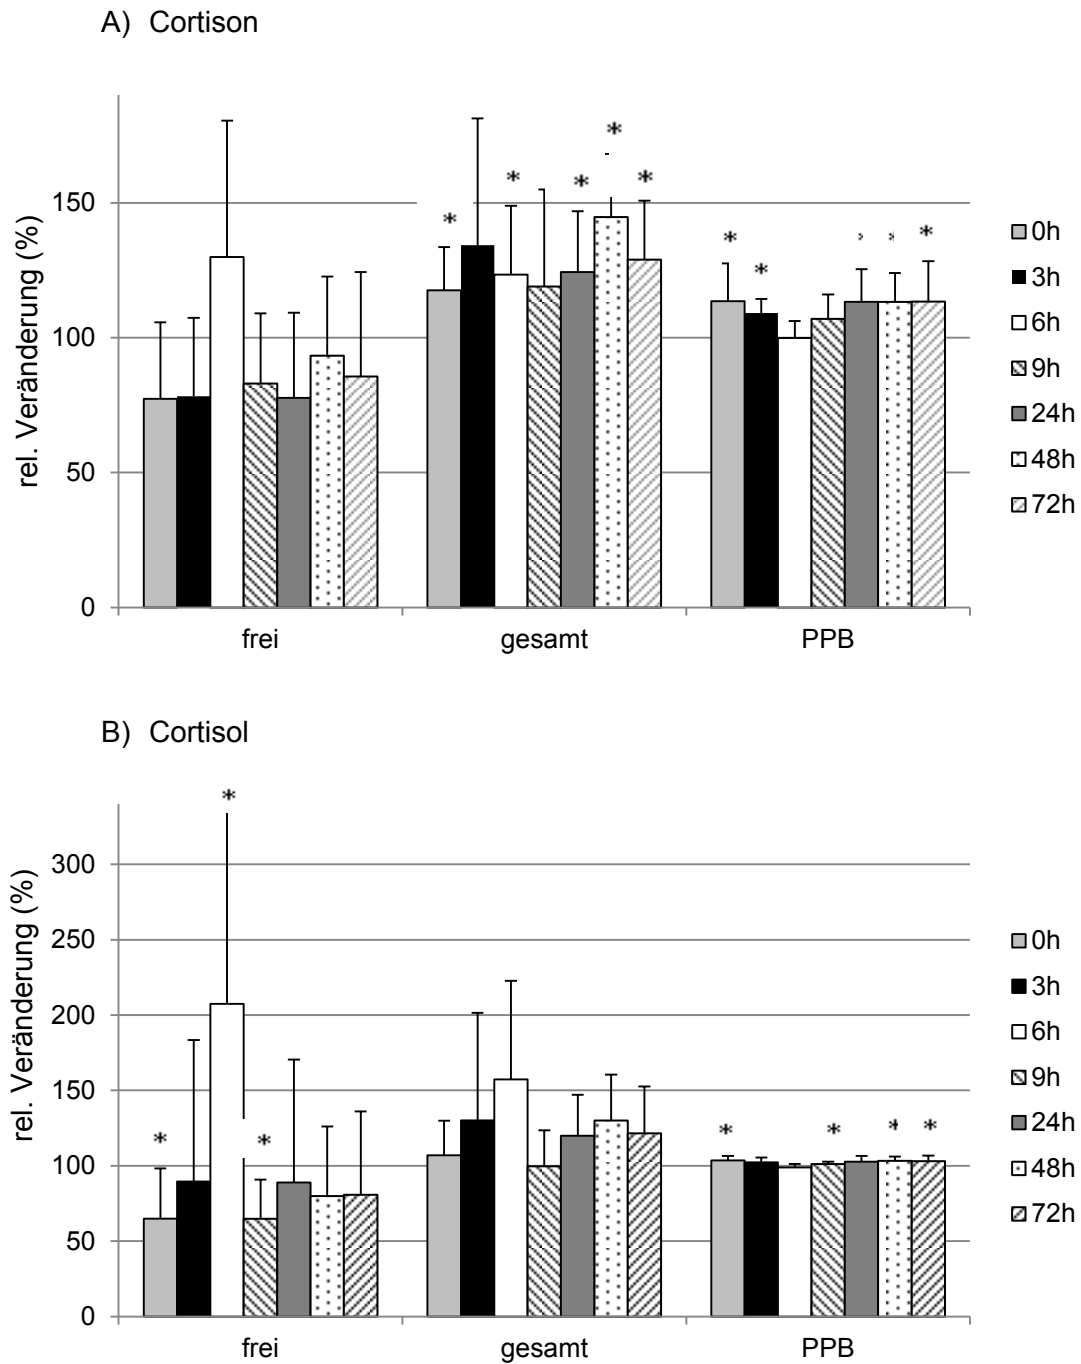 A) Cortison
rel. Veränderung (%)
150
100
50
0
* * * * * *
* * * * *
frei gesamt PPB
0h
3h
6h
9h
24h
48h
72h
B) Cortisol
rel. Veränderung (%)
300
250
200
150
100
50
0
* * *
* * * *
frei gesamt PPB
0h
3h
6h
9h
24h
48h
72h